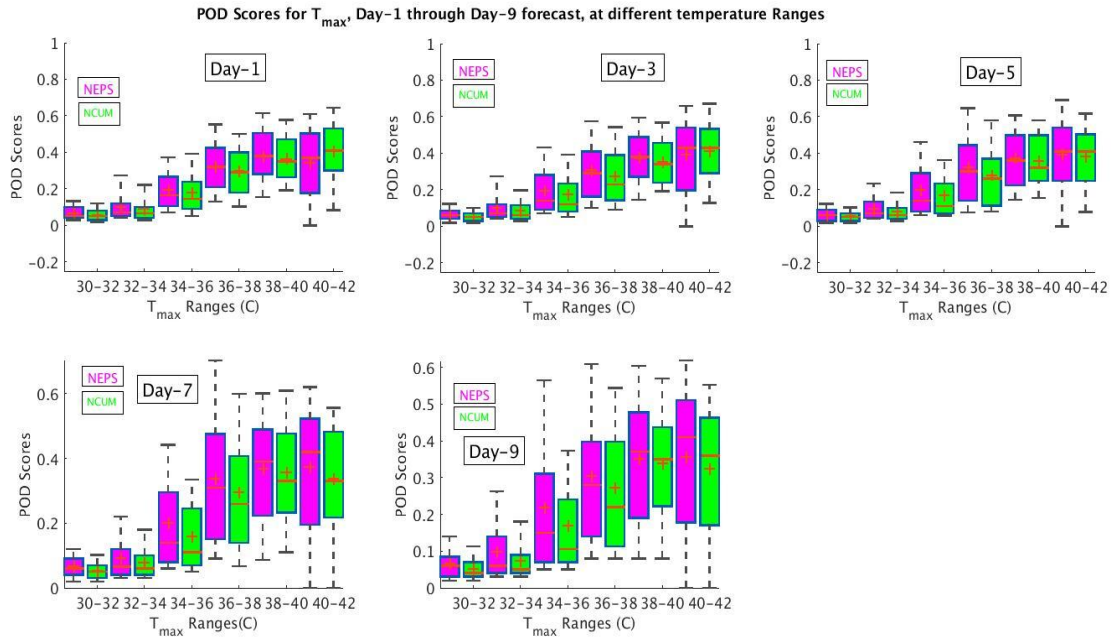 POD Scores for Tmax, Day-1 through Day-9 forecast, at different temperature Ranges
Day-1
NEPS
NCUM
POD Scores
1
0.8
0.6
0.4
0.2
0
-0.2
30-32 32-34 34-36 36-38 38-40 40-42
Tmax Ranges (C)
Day-3
NEPS
NCUM
POD Scores
1
0.8
0.6
0.4
0.2
0
-0.2
30-32 32-34 34-36 36-38 38-40 40-42
Tmax Ranges (C)
Day-5
NEPS
NCUM
POD Scores
1
0.8
0.6
0.4
0.2
0
-0.2
30-32 32-34 34-36 36-38 38-40 40-42
Tmax Ranges (C)
NEPS
Day-7
NCUM
POD Scores
0.6
0.4
0.2
0
30-32 32-34 34-36 36-38 38-40 40-42
Tmax Ranges(C)
NEPS
NCUM
Day-9
POD Scores
0.6
0.5
0.4
0.3
0.2
0.1
0
30-32 32-34 34-36 36-38 38-40 40-42
Tmax Ranges (C)